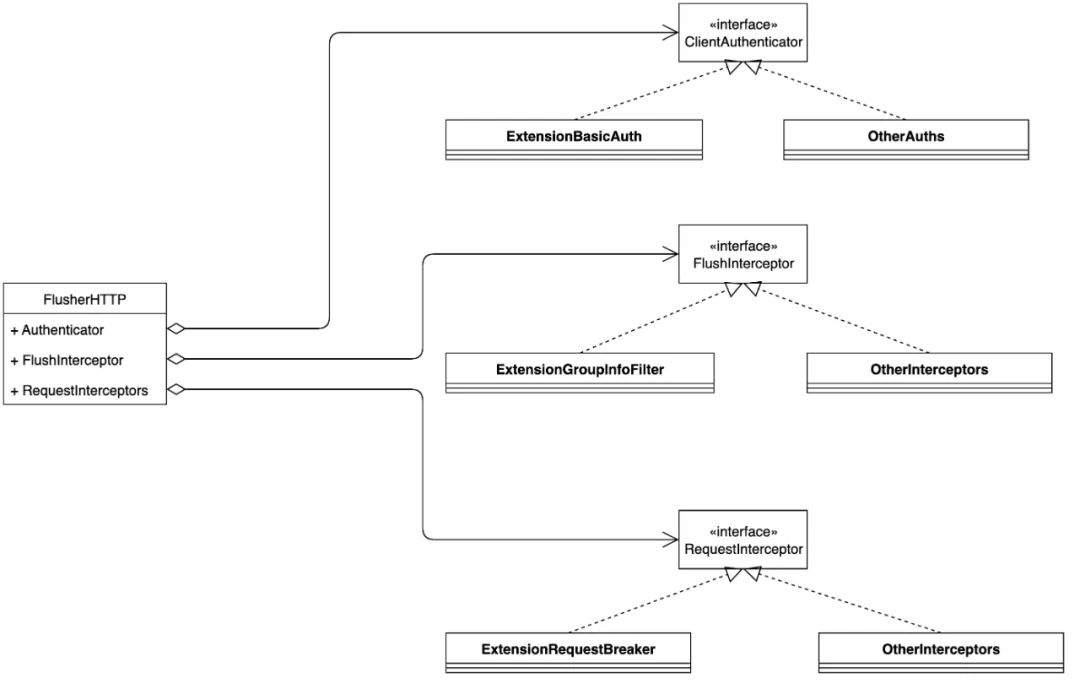 «interface»
ClientAuthenticator
ExtensionBasicAuth
OtherAuths
«interface»
FlushInterceptor
FlusherHTTP
+ Authenticator
+ FlushInterceptor
+ RequestInterceptors
ExtensionGroupInfoFilter
OtherInterceptors
«interface»
RequestInterceptor
ExtensionRequestBreaker
OtherInterceptors